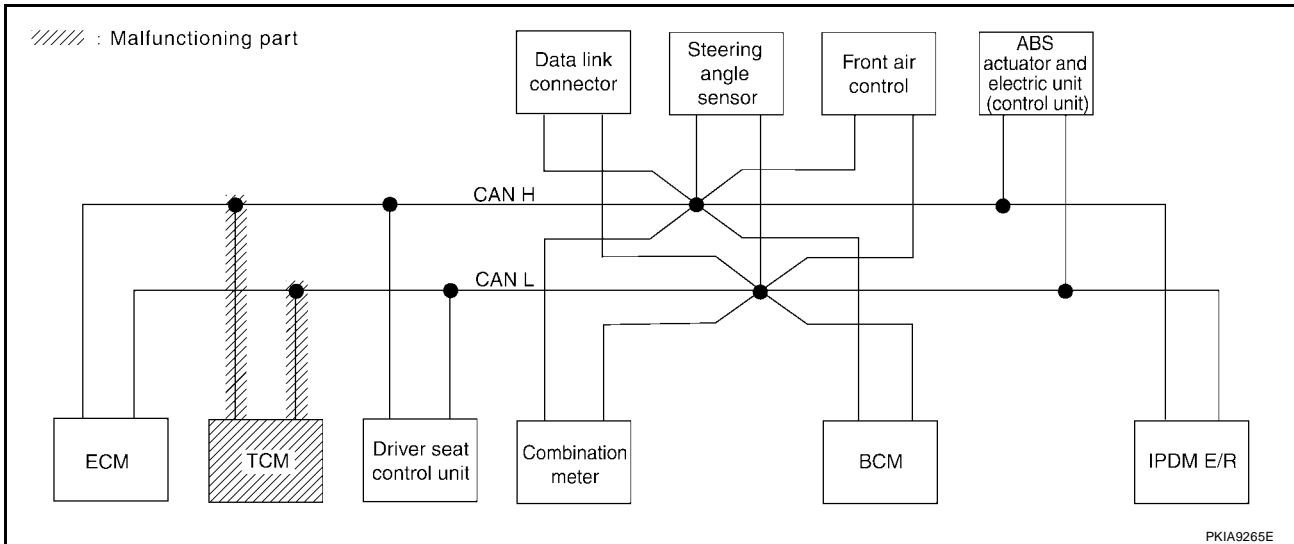 : Malfunctioning part
Data link
connector
Steering
angle
sensor
Front air
control
ABS
actuator and
electric unit
(control unit)
CAN H
CAN L
ECM
TCM
Driver seat
control unit
Combination
meter
BCM
IPDM E/R
PKIA9265E